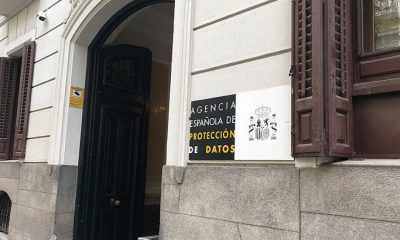 AGENCIA
ESPAÑOLA DE
PROTECCIÓN
DE DATOS